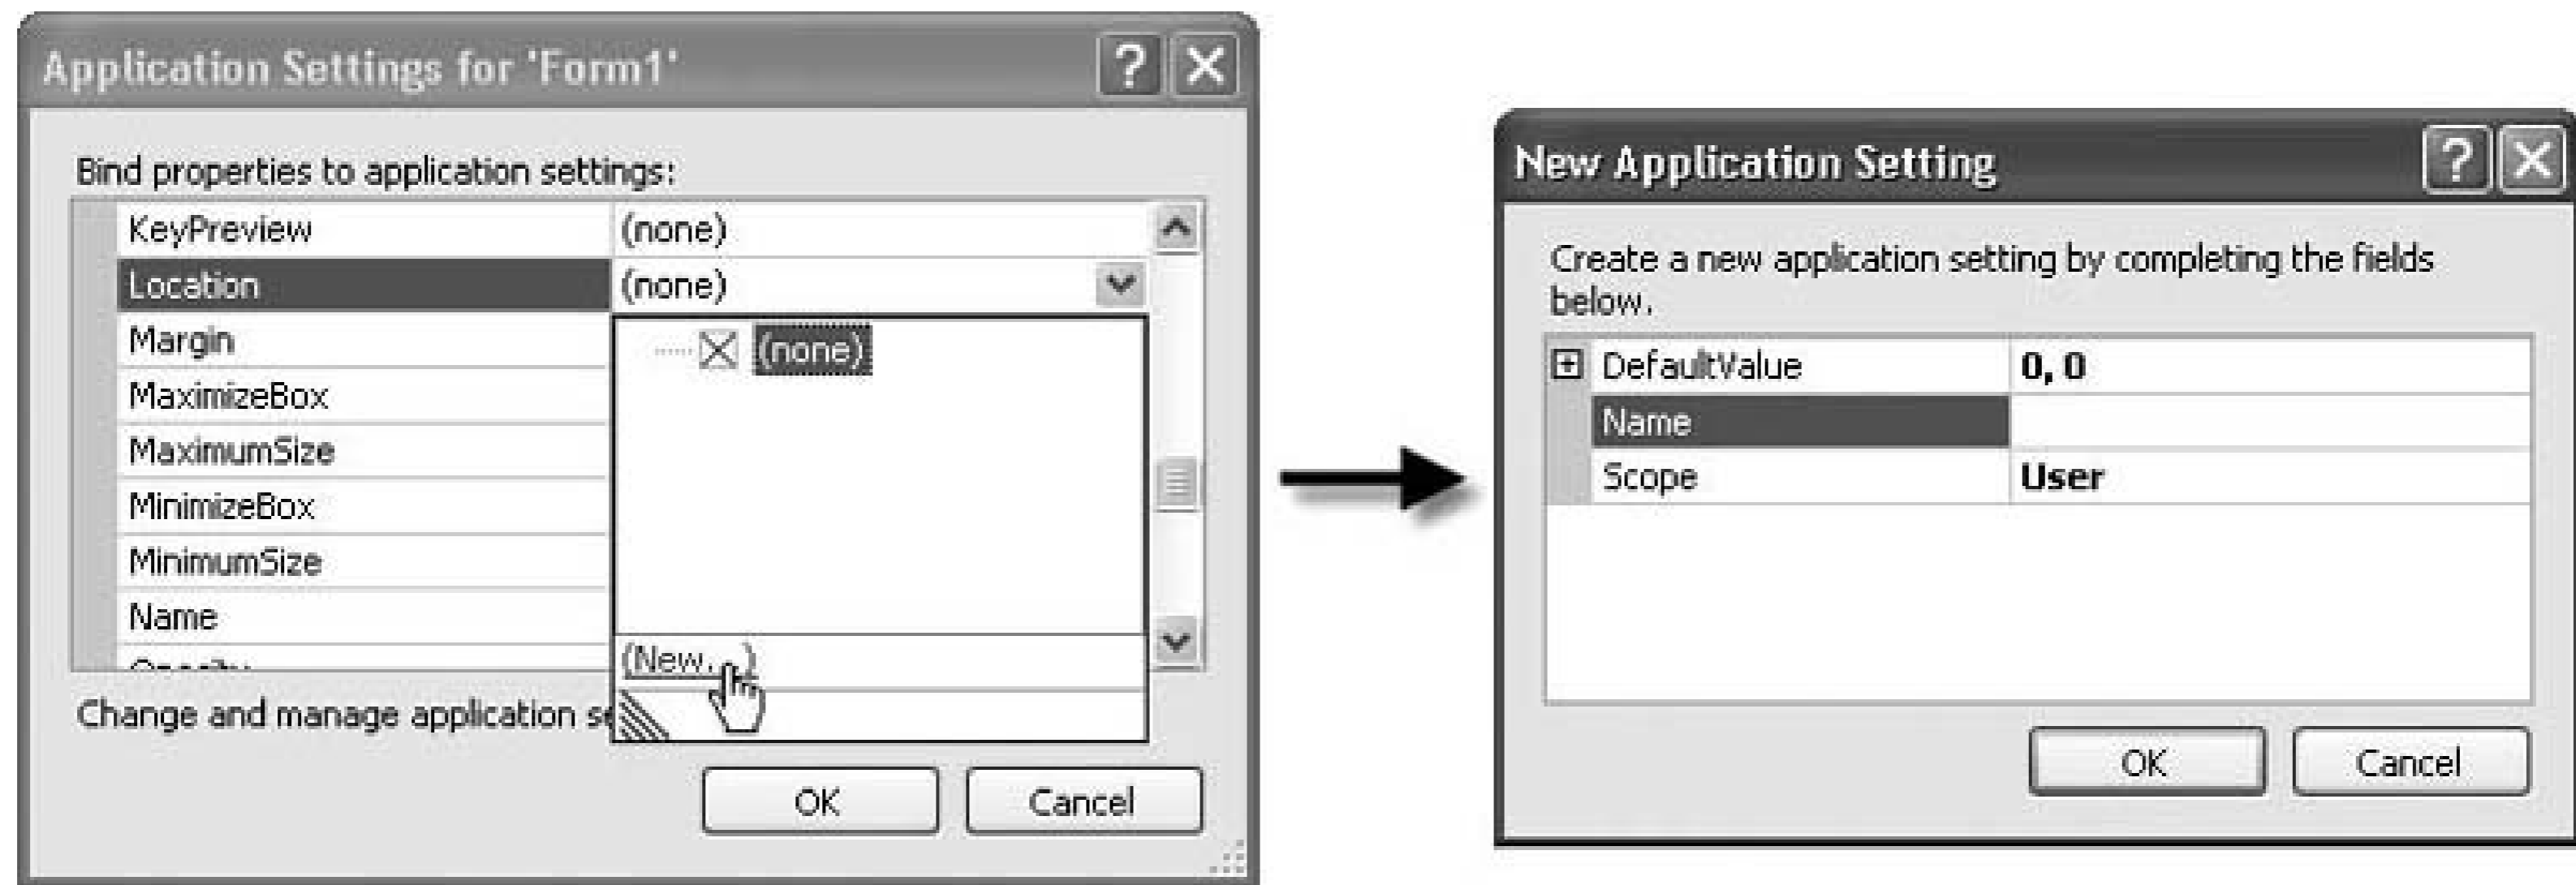 Application Settings for 'Form1'
Bind properties to application settings:
KeyPreview (none)
Location (none)
Margin (none)
MaximizeBox
MaximumSize
MinimizeBox
MinimumSize
Name
(New...)
Change and manage application se
OK Cancel
New Application Setting
Create a new application setting by completing the fields
below.
DefaultValue 0, 0
Name
Scope User
OK Cancel